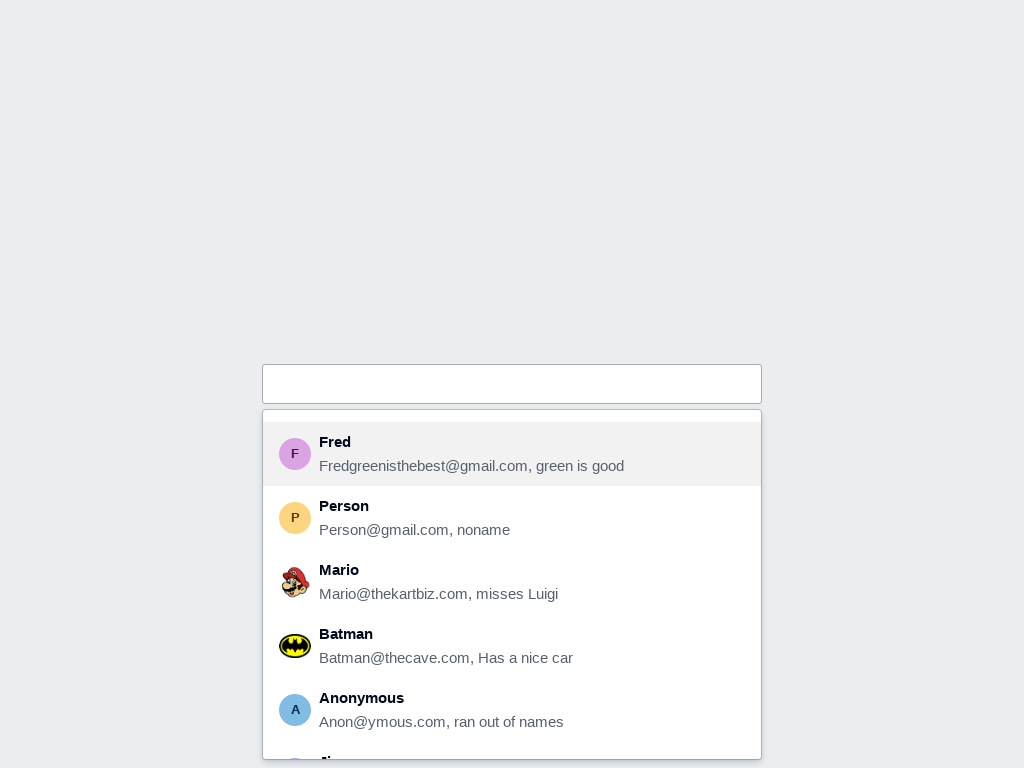 F
Fred
Fredgreenisthebest@gmail.com, green is good
P
Person
Person@gmail.com, noname
Mario
Mario@thekartbiz.com, misses Luigi
Batman
Batman@thecave.com, Has a nice car
A
Anonymous
Anon@ymous.com, ran out of names